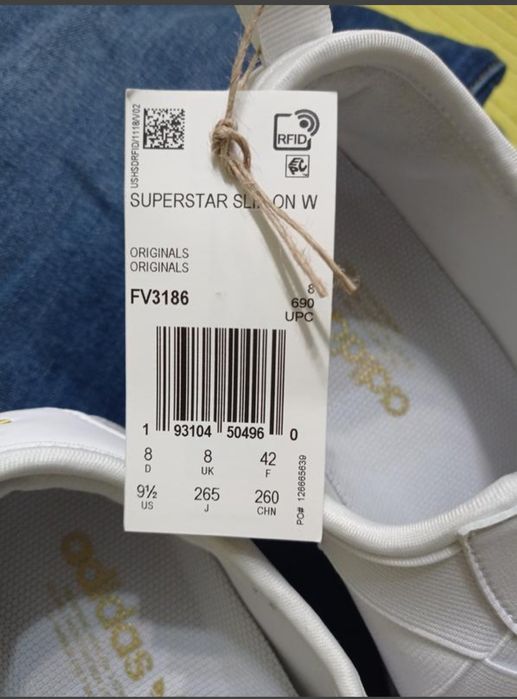 USHSDRFID/1118/V02
RFID
SUPERSTAR SLIP ON W
ORIGINALS
ORIGINALS
FV3186
8
690
UPC
1 93104 50496 0
8 8 42
D UK F
9½ 265 260
US J CHN
PO# 126665639
adidas
adidas